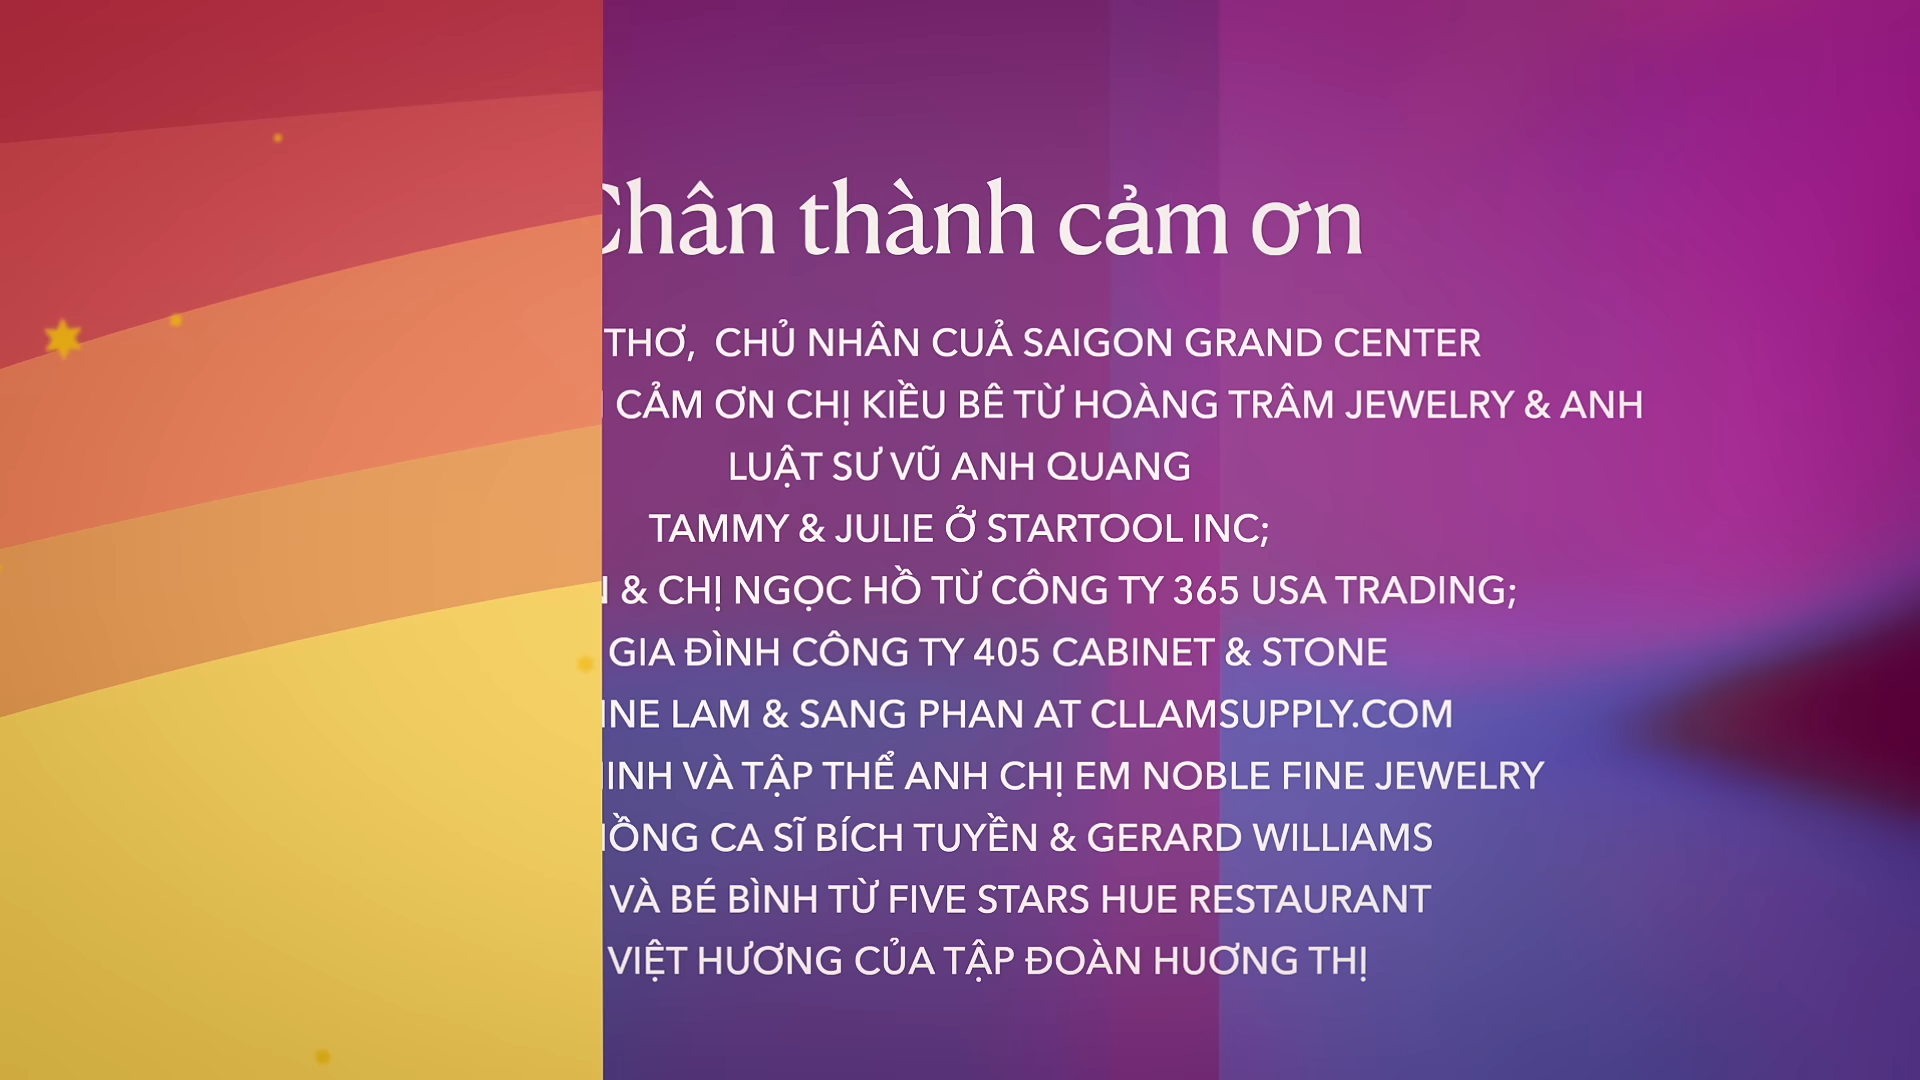 Chân thành cảm ơn
THƠ, CHỦ NHÂN CUẢ SAIGON GRAND CENTER
CẢM ƠN CHỊ KIỀU BÊ TỪ HOÀNG TRÂM JEWELRY & ANH
LUẬT SƯ VŨ ANH QUANG
TAMMY & JULIE Ở STARTOOL INC;
& CHỊ NGỌC HỒ TỪ CÔNG TY 365 USA TRADING;
GIA ĐÌNH CÔNG TY 405 CABINET & STONE
LAM & SANG PHAN AT CLLAMSUPPLY.COM
VÀ TẬP THỂ ANH CHỊ EM NOBLE FINE JEWELRY
CA SĨ BÍCH TUYỀN & GERARD WILLIAMS
VÀ BÉ BÌNH TỪ FIVE STARS HUE RESTAURANT
VIỆT HƯƠNG CỦA TẬP ĐOÀN HUƠNG THỊ